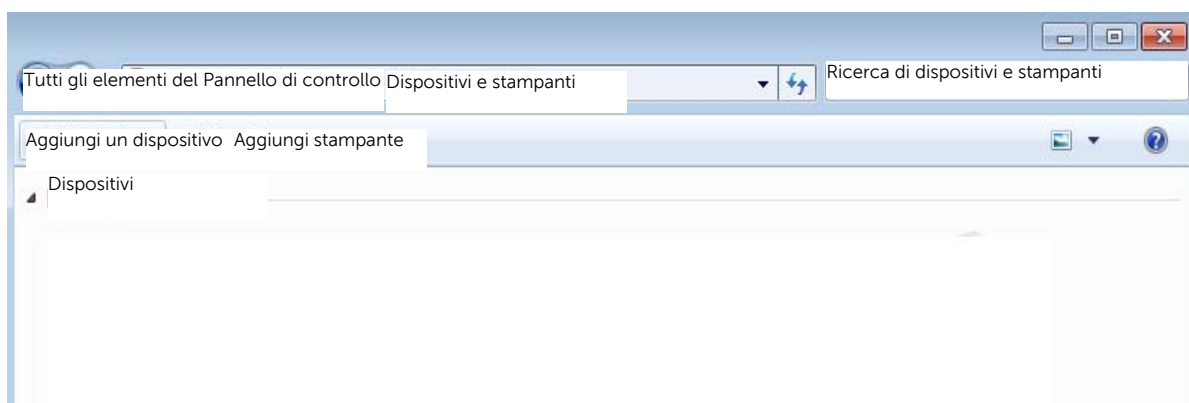 Tutti gli elementi del Pannello di controllo Dispositivi e stampanti Ricerca di dispositivi e stampanti
Aggiungi un dispositivo Aggiungi stampante
Dispositivi